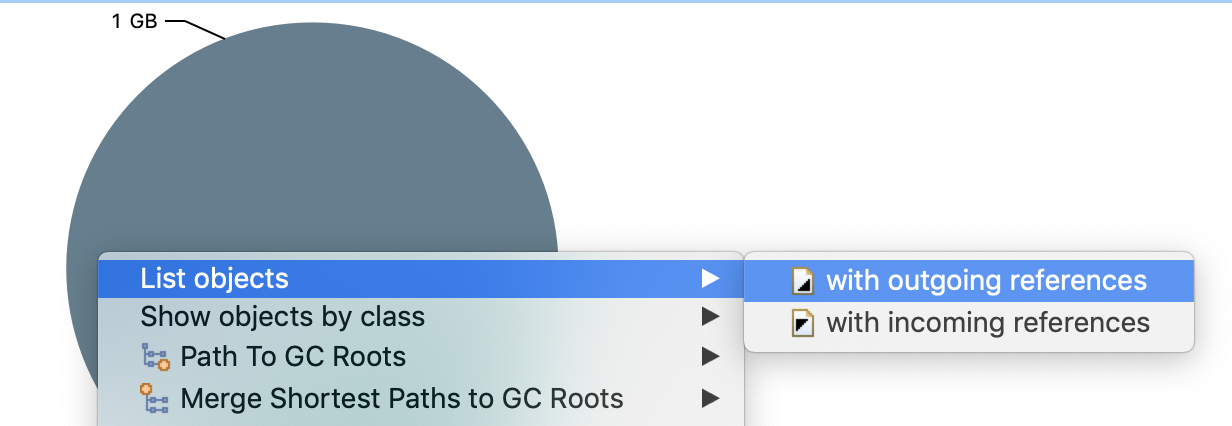 1 GB
List objects
with outgoing references
Show objects by class
with incoming references
Path To GC Roots
Merge Shortest Paths to GC Roots